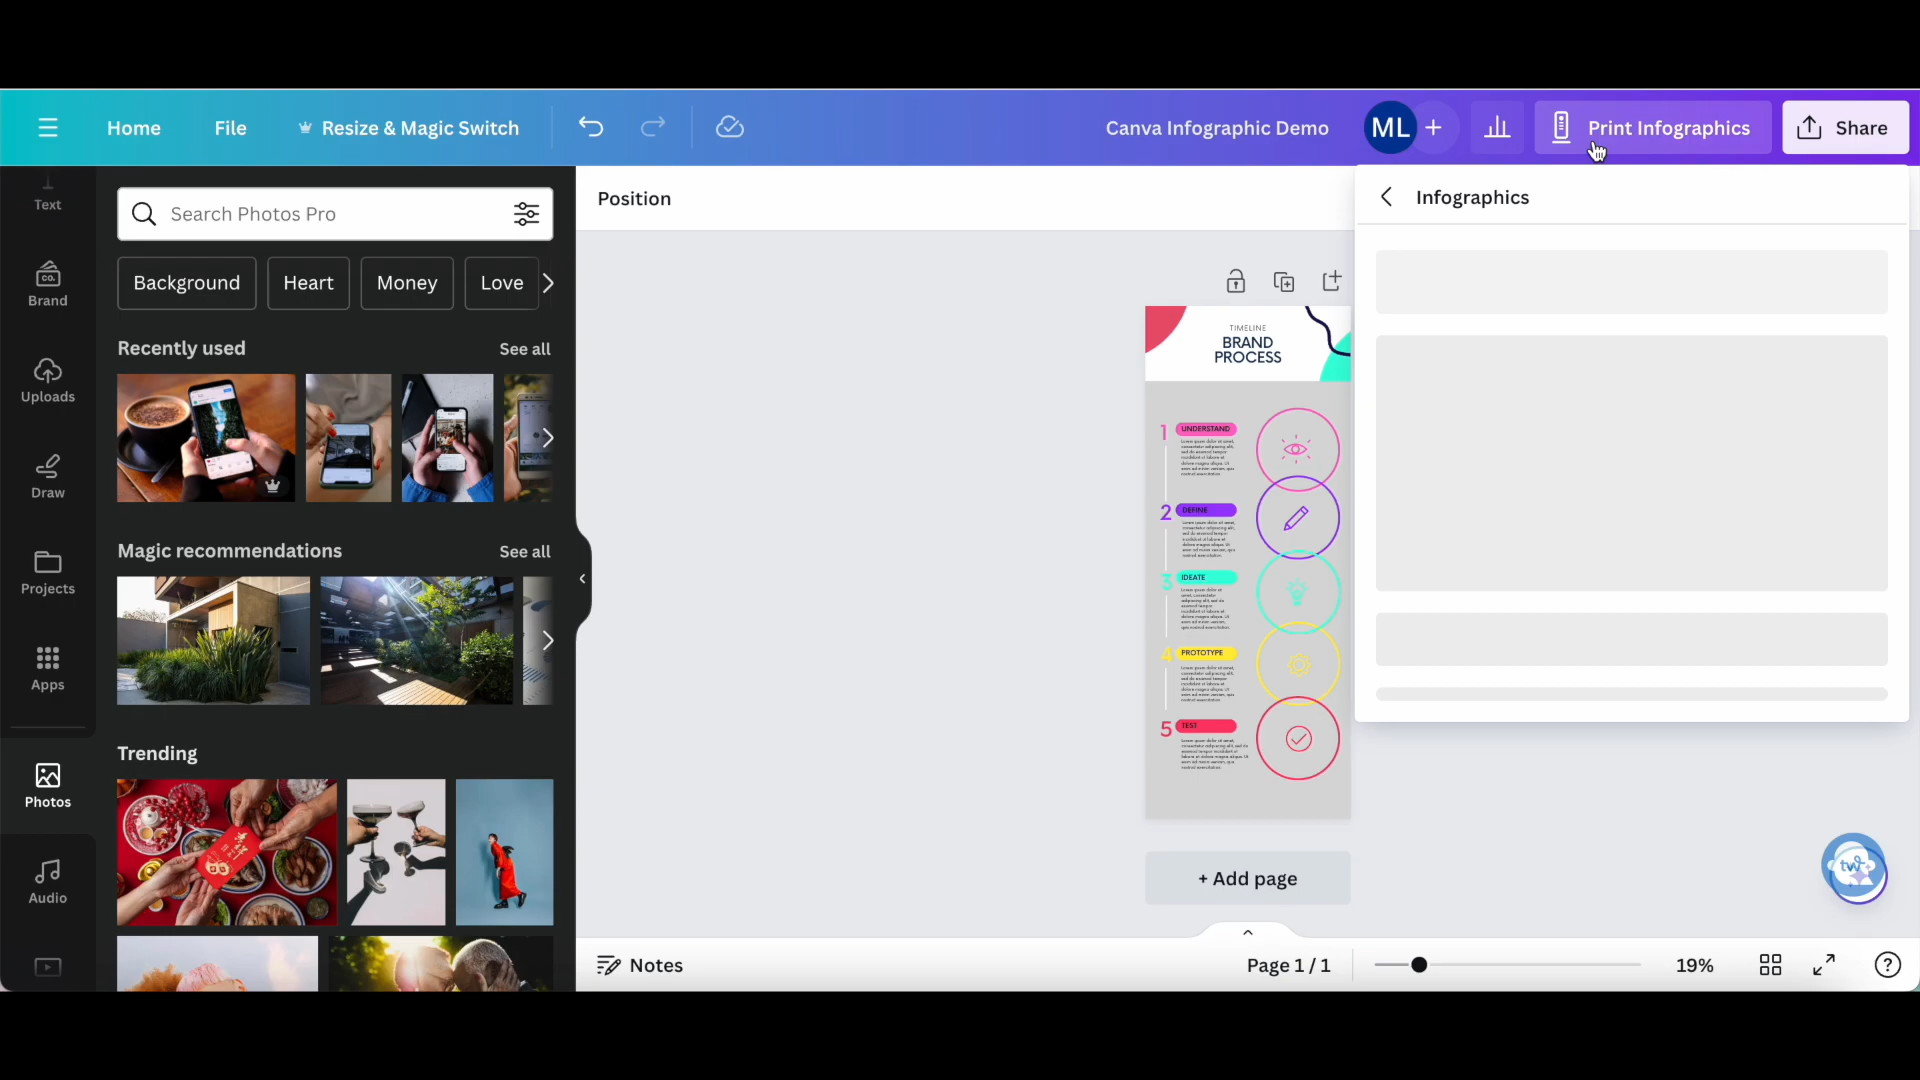 Home
File
Resize & Magic Switch
Canva Infographic Demo
ML
+
Print Infographics
Share
Text
Brand
CO.
Uploads
Draw
Projects
Apps
Photos
Audio
Search Photos Pro
Background
Heart
Money
Love
Recently used
See all
Magic recommendations
See all
Trending
Position
TIMELINE
BRAND
PROCESS
1
UNDERSTAND
2
DEFINE
3
IDEATE
4
PROTOTYPE
5
TEST
+ Add page
Infographics
Notes
Page 1 / 1
19%
?